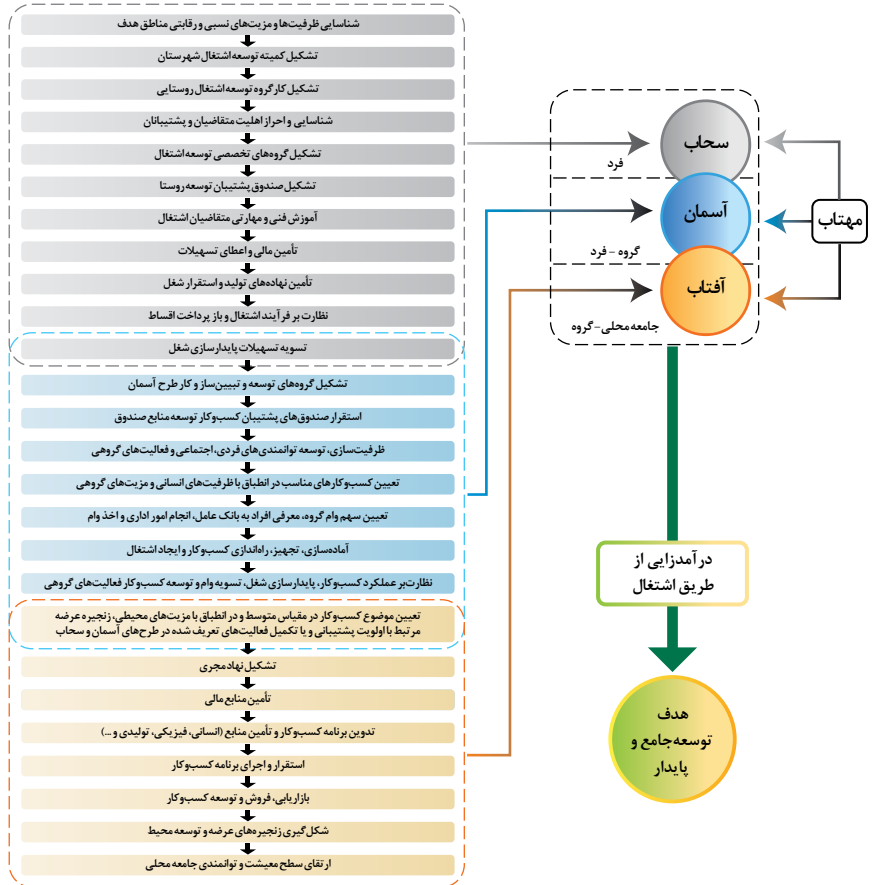 شناسایی ظرفیت‌ها و مزیت‌های نسبی و رقابتی مناطق هدف
تشکیل کمیته توسعه اشتغال شهرستان
تشکیل کارگروه توسعه اشتغال روستایی
شناسایی و احراز اهلیت متقاضیان و پشتیبانان
تشکیل گروه‌های تخصصی توسعه اشتغال
تشکیل صندوق پشتیبان توسعه روستا
آموزش فنی و مهارتی متقاضیان اشتغال
تأمین مالی و اعطای تسهیلات
تأمین نهاده‌های تولید و استقرار شغل
نظارت بر فرآیند اشتغال و باز پرداخت اقساط
تسویه تسهیلات پایدارسازی شغل
تشکیل گروه‌های توسعه و تبیین‌ساز و کار طرح آسمان
استقرار صندوق‌های پشتیبان کسب‌وکار توسعه منابع صندوق
ظرفیت‌سازی، توسعه توانمندی‌های فردی، اجتماعی و فعالیت‌های گروهی
تعیین کسب‌وکارهای مناسب در انطباق با ظرفیت‌های انسانی و مزیت‌های گروهی
تعیین سهم وام گروه، معرفی افراد به بانک عامل، انجام امور اداری و اخذ وام
آماده‌سازی، تجهیز، راه‌اندازی کسب‌وکار و ایجاد اشتغال
نظارت‌بر عملکرد کسب‌وکار، پایدارسازی شغل، تسویه وام و توسعه کسب‌وکار فعالیت‌های گروهی
تعیین موضوع کسب‌وکار در مقیاس متوسط و در انطباق با مزیت‌های محیطی، زنجیره عرضه
مرتبط با اولویت پشتیبانی و یا تکمیل فعالیت‌های تعریف شده در طرح‌های آسمان و سحاب
تشکیل نهاد مجری
تأمین منابع مالی
تدوین برنامه کسب‌وکار و تأمین منابع (انسانی، فیزیکی، تولیدی و ...)
استقرار و اجرای برنامه کسب‌وکار
بازاریابی، فروش و توسعه کسب‌وکار
شکل‌گیری زنجیره‌های عرضه و توسعه محیط
ارتقای سطح معیشت و توانمندی جامعه محلی
سحاب
فرد
آسمان
گروه - فرد
آفتاب
جامعه محلی - گروه
مهتاب
درآمدزایی از
طریق اشتغال
هدف
توسعه جامع و
پایدار